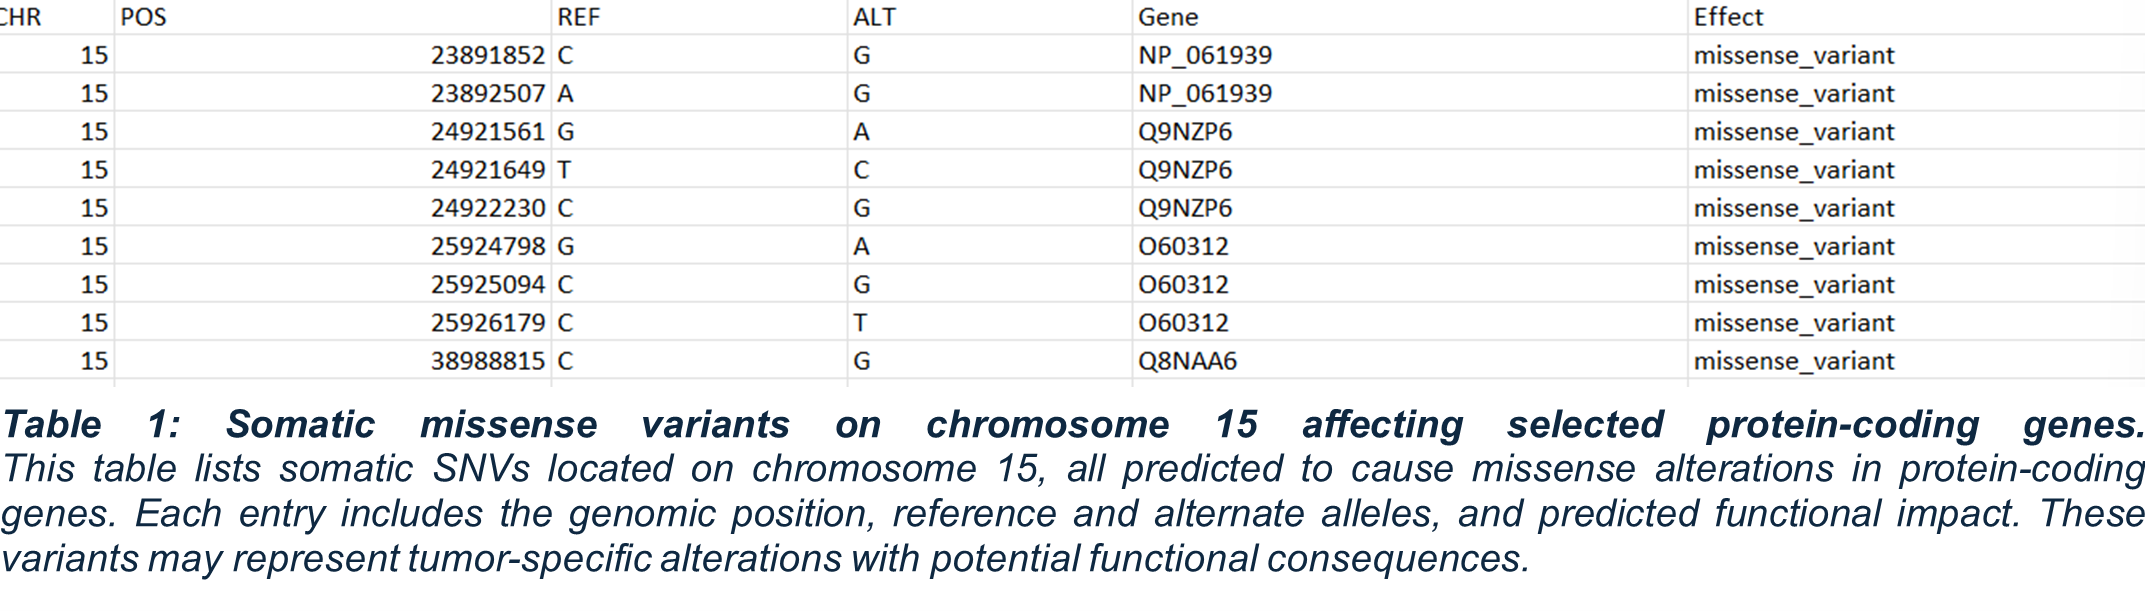 CHR POS REF ALT Gene Effect
15 23891852 C G NP_061939 missense_variant
15 23892507 A G NP_061939 missense_variant
15 24921561 G A Q9NZP6 missense_variant
15 24921649 T C Q9NZP6 missense_variant
15 24922230 C G Q9NZP6 missense_variant
15 25924798 G A O60312 missense_variant
15 25925094 C G O60312 missense_variant
15 25926179 C T O60312 missense_variant
15 38988815 C G Q8NAA6 missense_variant
Table 1: Somatic missense variants on chromosome 15 affecting selected protein-coding genes.
This table lists somatic SNVs located on chromosome 15, all predicted to cause missense alterations in protein-coding
genes. Each entry includes the genomic position, reference and alternate alleles, and predicted functional impact. These
variants may represent tumor-specific alterations with potential functional consequences.